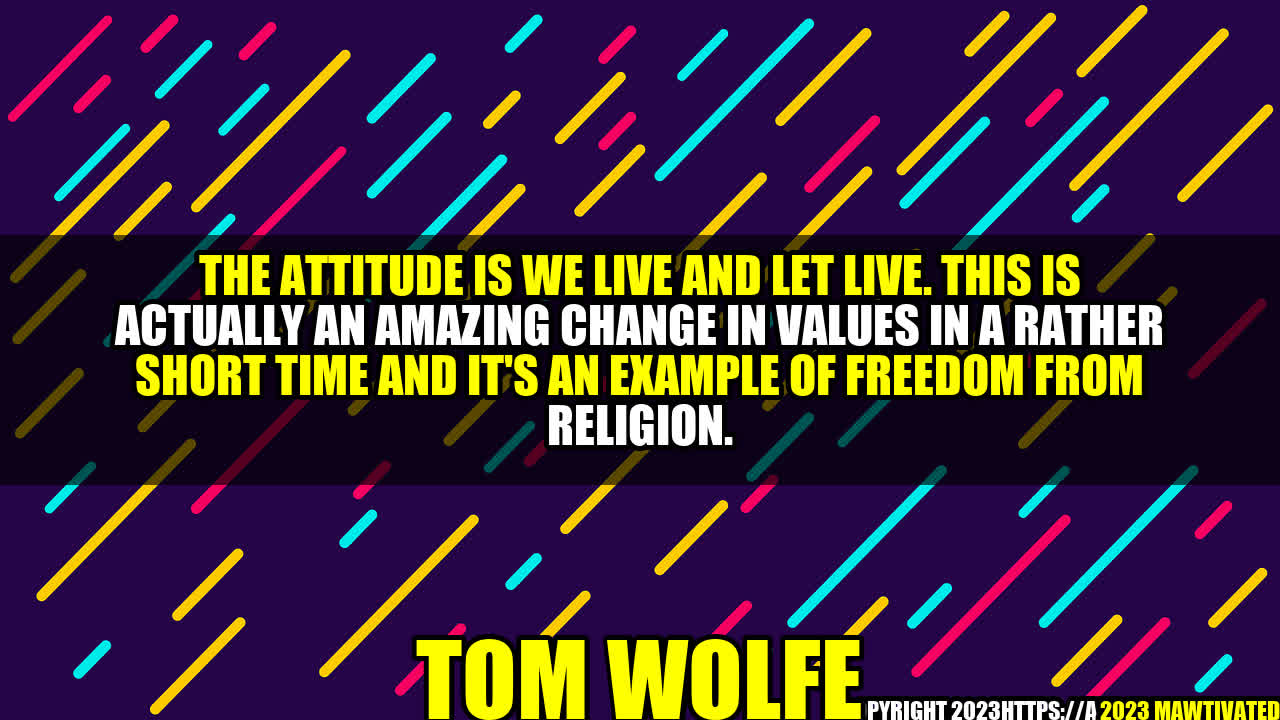 THE ATTITUDE IS WE LIVE AND LET LIVE. THIS IS
ACTUALLY AN AMAZING CHANGE IN VALUES IN A RATHER
SHORT TIME AND IT'S AN EXAMPLE OF FREEDOM FROM
RELIGION.
TOM WOLFE
PYRIGHT 2023HTTPS://A 2023 MAWTIVATED